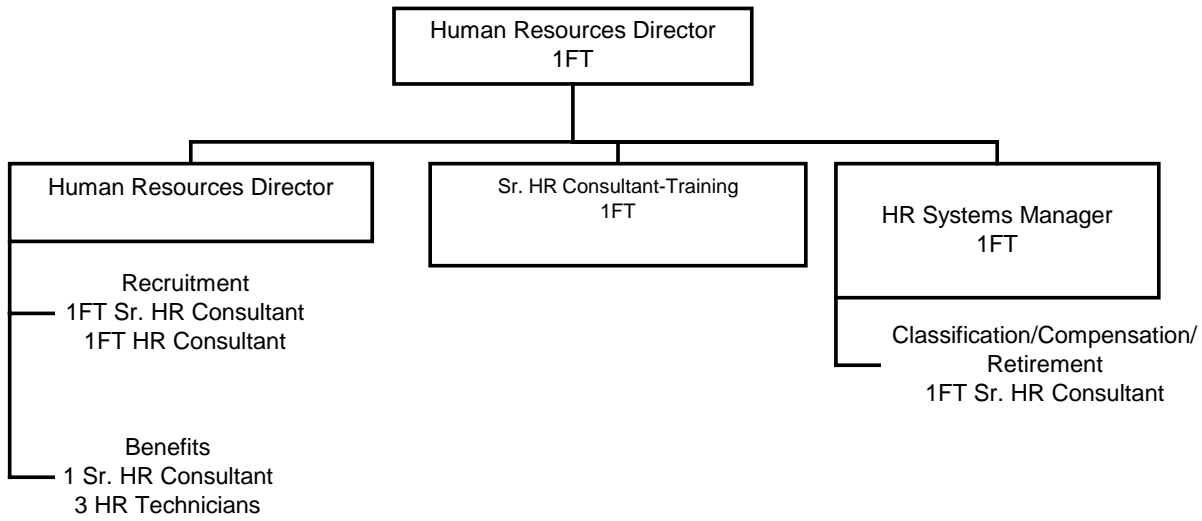 Human Resources Director
1FT
Human Resources Director
Sr. HR Consultant-Training
1FT
HR Systems Manager
1FT
Recruitment
1FT Sr. HR Consultant
1FT HR Consultant
Classification/Compensation/
Retirement
1FT Sr. HR Consultant
Benefits
1 Sr. HR Consultant
3 HR Technicians